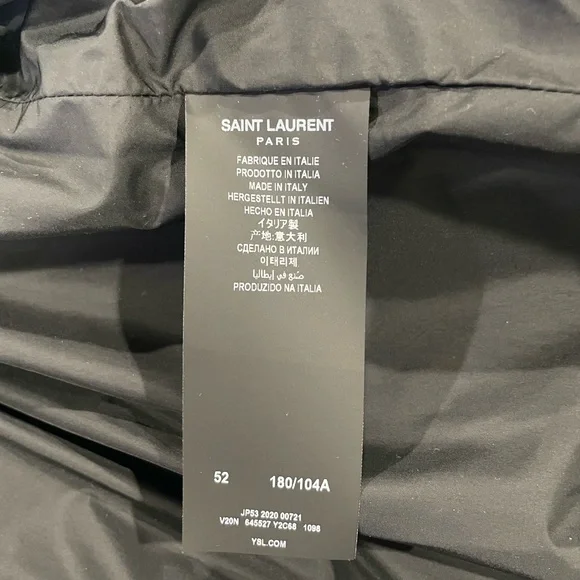 SAINT LAURENT
PARIS
FABRIQUE EN ITALIE
PRODOTTO IN ITALIA
MADE IN ITALY
HERGESTELLT IN ITALIEN
HECHO EN ITALIA
イタリア製
产地:意大利
СДЕЛАНО В ИТАЛИИ
이태리제
صنع في إيطاليا
PRODUZIDO NA ITALIA
52 180/104A
JP53 2020 00721
V20N 645527 Y2C68 1098
YSL.COM